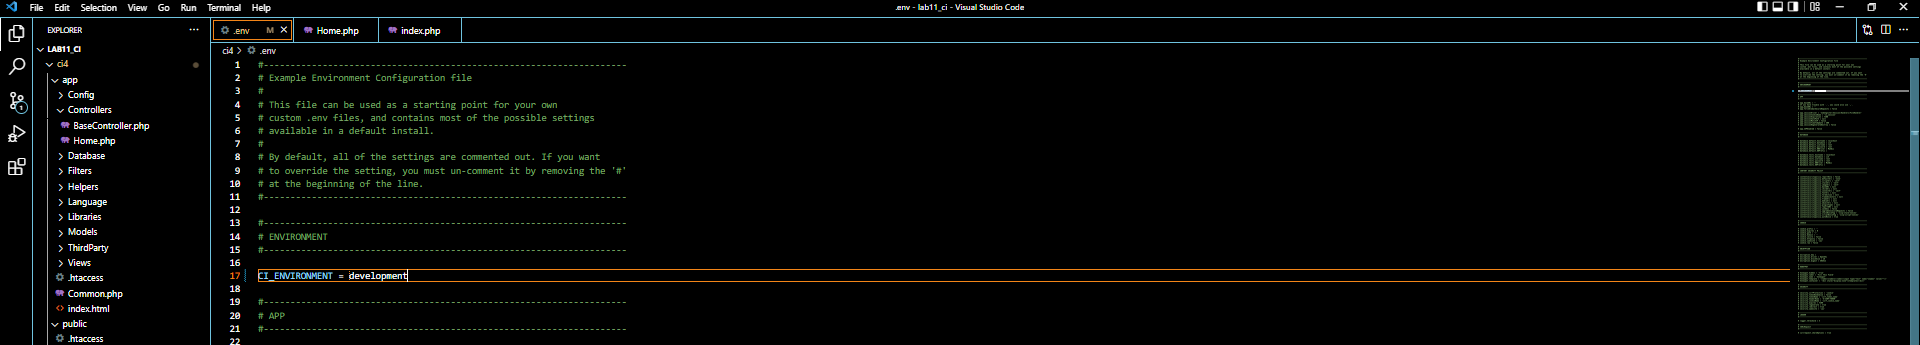 File Edit Selection View Go Run Terminal Help
.env - lab11_ci - Visual Studio Code
EXPLORER
LAB11_CI
ci4
app
Config
Controllers
BaseController.php
Home.php
Database
Filters
Helpers
Language
Libraries
Models
ThirdParty
Views
.htaccess
Common.php
index.html
public
.htaccess
1
.env M
Home.php
index.php
ci4 > .env
1 #--------------------------------------------------------------------
2 # Example Environment Configuration file
3 #
4 # This file can be used as a starting point for your own
5 # custom .env files, and contains most of the possible settings
6 # available in a default install.
7 #
8 # By default, all of the settings are commented out. If you want
9 # to override the setting, you must un-comment it by removing the '#'
10 # at the beginning of the line.
11 #--------------------------------------------------------------------
12
13 #--------------------------------------------------------------------
14 # ENVIRONMENT
15 #--------------------------------------------------------------------
16
17 CI_ENVIRONMENT = development
18
19 #--------------------------------------------------------------------
20 # APP
21 #--------------------------------------------------------------------
22